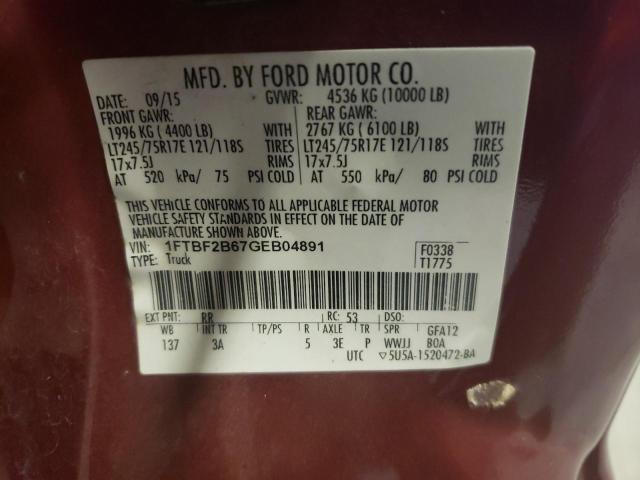 MFD. BY FORD MOTOR CO.
DATE: 09/15 GVWR: 4536 KG (10000 LB)
FRONT GAWR: REAR GAWR:
1996 KG ( 4400 LB) WITH 2767 KG ( 6100 LB) WITH
LT245/75R17E 121/118S TIRES LT245/75R17E 121/118S TIRES
17x7.5J RIMS 17x7.5J RIMS
AT 520 kPa/ 75 PSI COLD AT 550 kPa/ 80 PSI COLD
THIS VEHICLE CONFORMS TO ALL APPLICABLE FEDERAL MOTOR
VEHICLE SAFETY STANDARDS IN EFFECT ON THE DATE OF
MANUFACTURE SHOWN ABOVE.
VIN: 1FTBF2B67GEB04891 F0338
TYPE: Truck T1775
EXT PNT: RR RC: 53 DSO:
WB INT TR TP/PS R AXLE TR SPR GFA12
137 3A 5 3E P WWJJ BOA
UTC ▽5U5A-1520472-BA